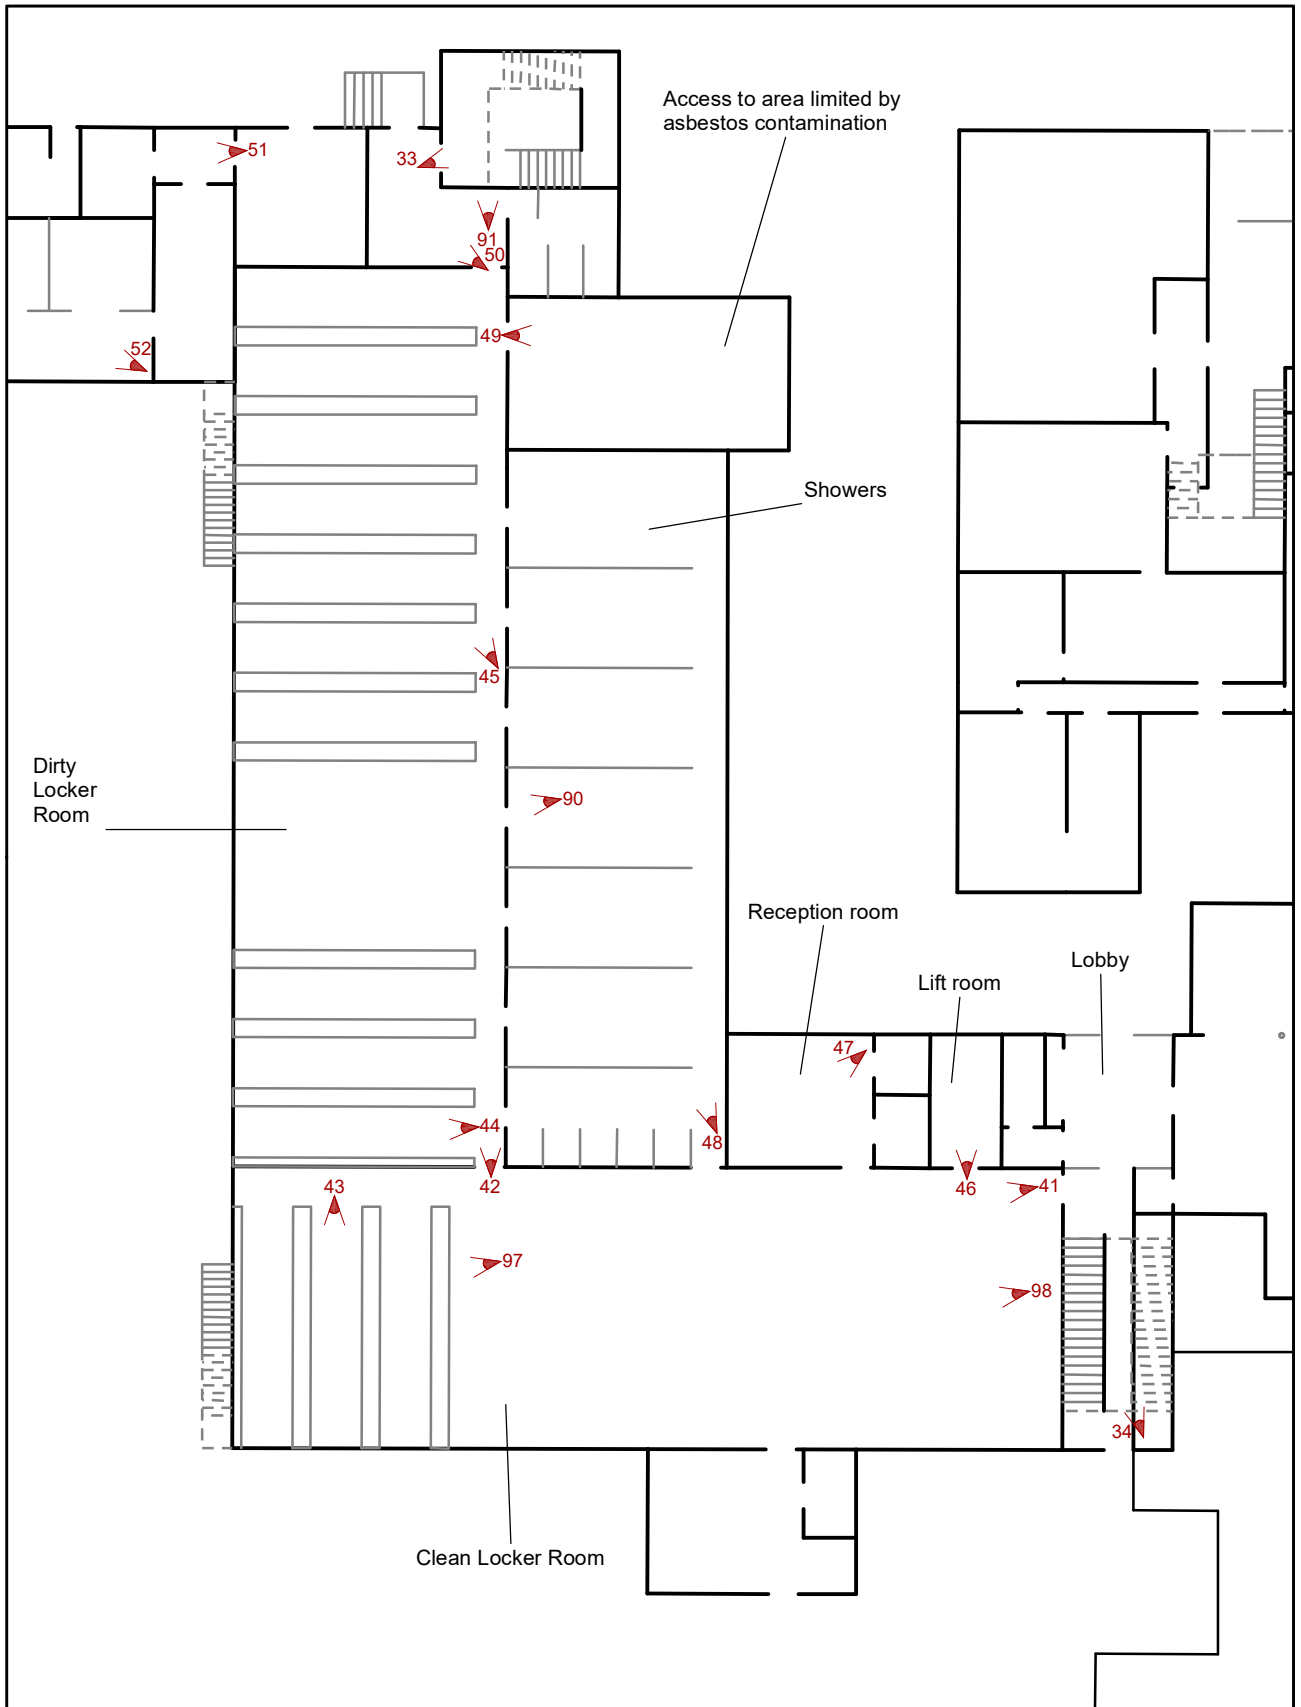 Access to area limited by
asbestos contamination
51
33
91
50
49
52
Showers
45
Dirty
Locker
Room
90
Reception room
Lobby
Lift room
47
44
48
42
43
46
41
97
98
34
Clean Locker Room